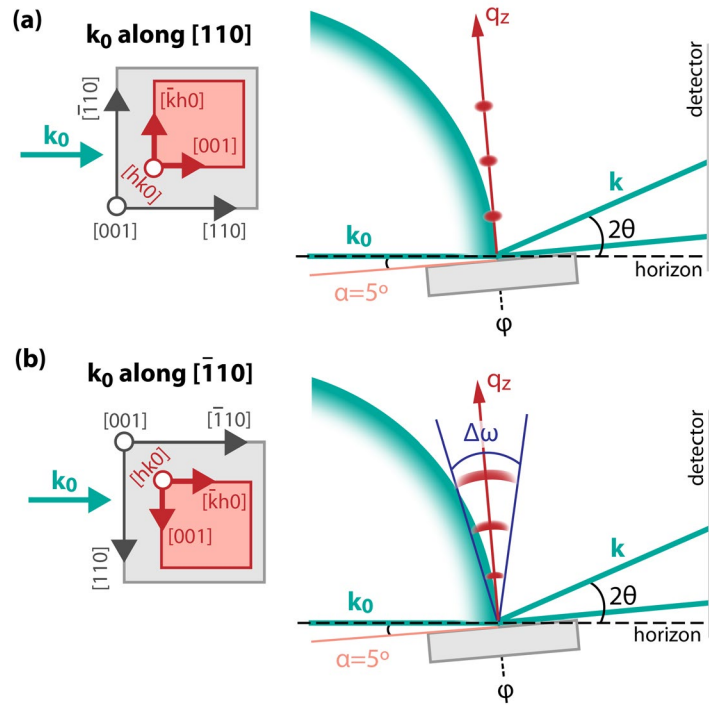 (a)
k₀ along [110]
[1̄10]
k₀
[k̄h0]
[001]
[hk0]
[001]
[110]
q_z
detector
k
2θ
k₀
horizon
α=5°
φ
(b)
k₀ along [1̄10]
[001]
[1̄10]
k₀
[hk0]
[k̄h0]
[001]
[110]
q_z
Δω
detector
k
2θ
k₀
horizon
α=5°
φ